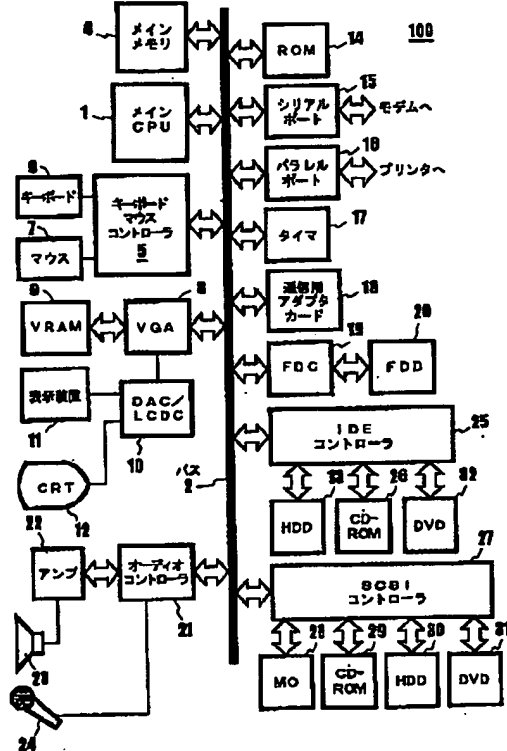 4
メイン
メモリ
ROM
14
100
1
メイン
CPU
15
シリアル
ポート
モデムへ
16
パラレル
ポート
プリンタへ
6
キーボード
キーボード
マウス
コントローラ
5
7
マウス
17
タイマ
18
通信用
アダプタ
カード
9
VRAM
8
VGA
19
FDC
20
FDD
表示装置
11
DAC/
LCDC
10
IDE
コントローラ
25
バス
2
CRT
12
33
HDD
26
CD-
ROM
32
DVD
22
アンプ
オーディオ
コントローラ
21
27
SCSI
コントローラ
23
28
MO
29
CD-
ROM
30
HDD
31
DVD
24